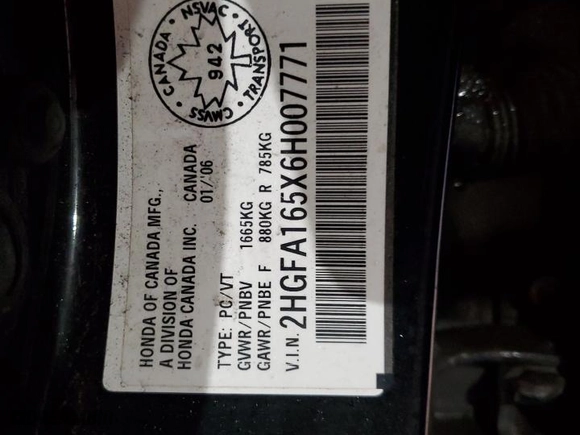 CANADA
NSVAC
942
CMVSS
TRANSPORT
HONDA OF CANADA MFG.,
A DIVISION OF
HONDA CANADA INC. CANADA
01/'06
TYPE: PC/VT
GVWR/PNBV 1665KG
GAWR/PNBE F 880KG R 785KG
V.I.N. 2HGFA165X6H007771